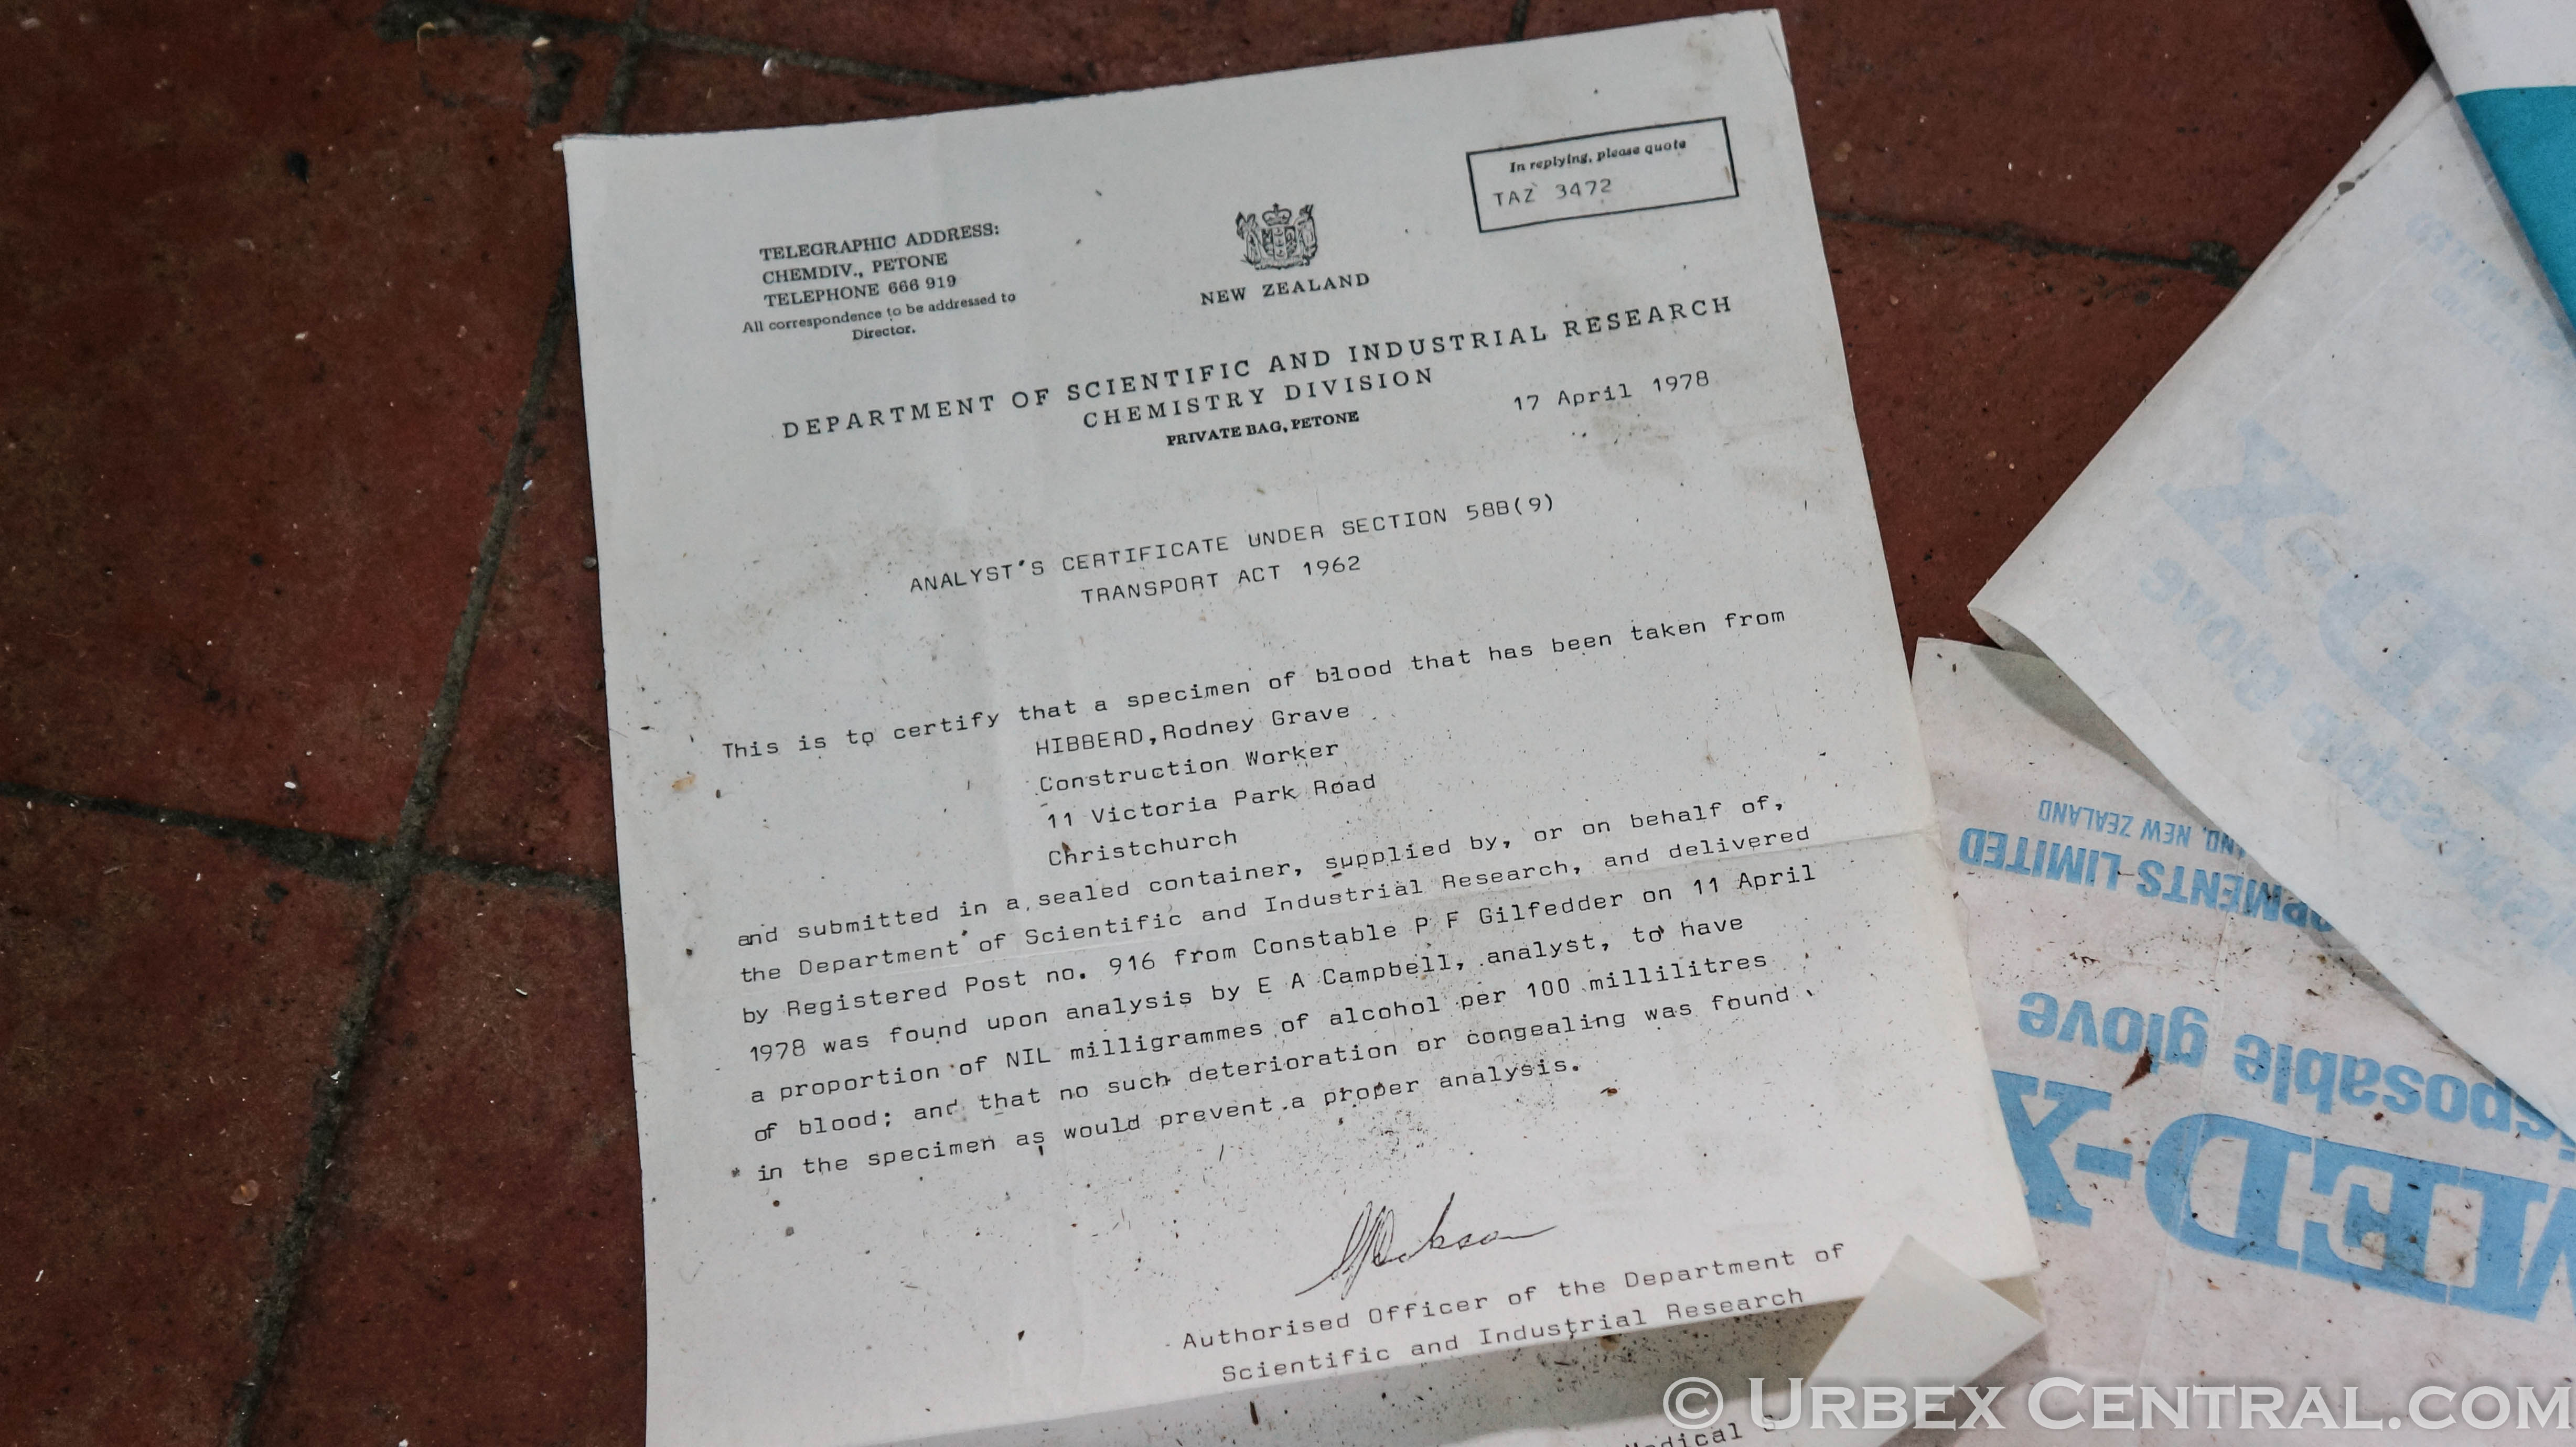 In replying, please quote
TAZ 3472
TELEGRAPHIC ADDRESS:
CHEMDIV., PETONE
TELEPHONE 666 919
All correspondence to be addressed to
Director.
NEW ZEALAND
DEPARTMENT OF SCIENTIFIC AND INDUSTRIAL RESEARCH
CHEMISTRY DIVISION
PRIVATE BAG, PETONE
17 April 1978
ANALYST'S CERTIFICATE UNDER SECTION 58B(9)
TRANSPORT ACT 1962
This is to certify that a specimen of blood that has been taken from
HIBBERD,Rodney Grave
Construction Worker
11 Victoria Park Road
Christchurch
and submitted in a sealed container, supplied by, or on behalf of,
the Department of Scientific and Industrial Research, and delivered
by Registered Post no. 916 from Constable P F Gilfedder on 11 April
1978 was found upon analysis by E A Campbell, analyst, to have
a proportion of NIL milligrammes of alcohol per 100 millilitres
of blood; and that no such deterioration or congealing was found
* in the specimen as would prevent a proper analysis.
Authorised Officer of the Department of
Scientific and Industrial Research
MED-X
glove
LIMITED
NEW ZEALAND
© URBEX CENTRAL.COM